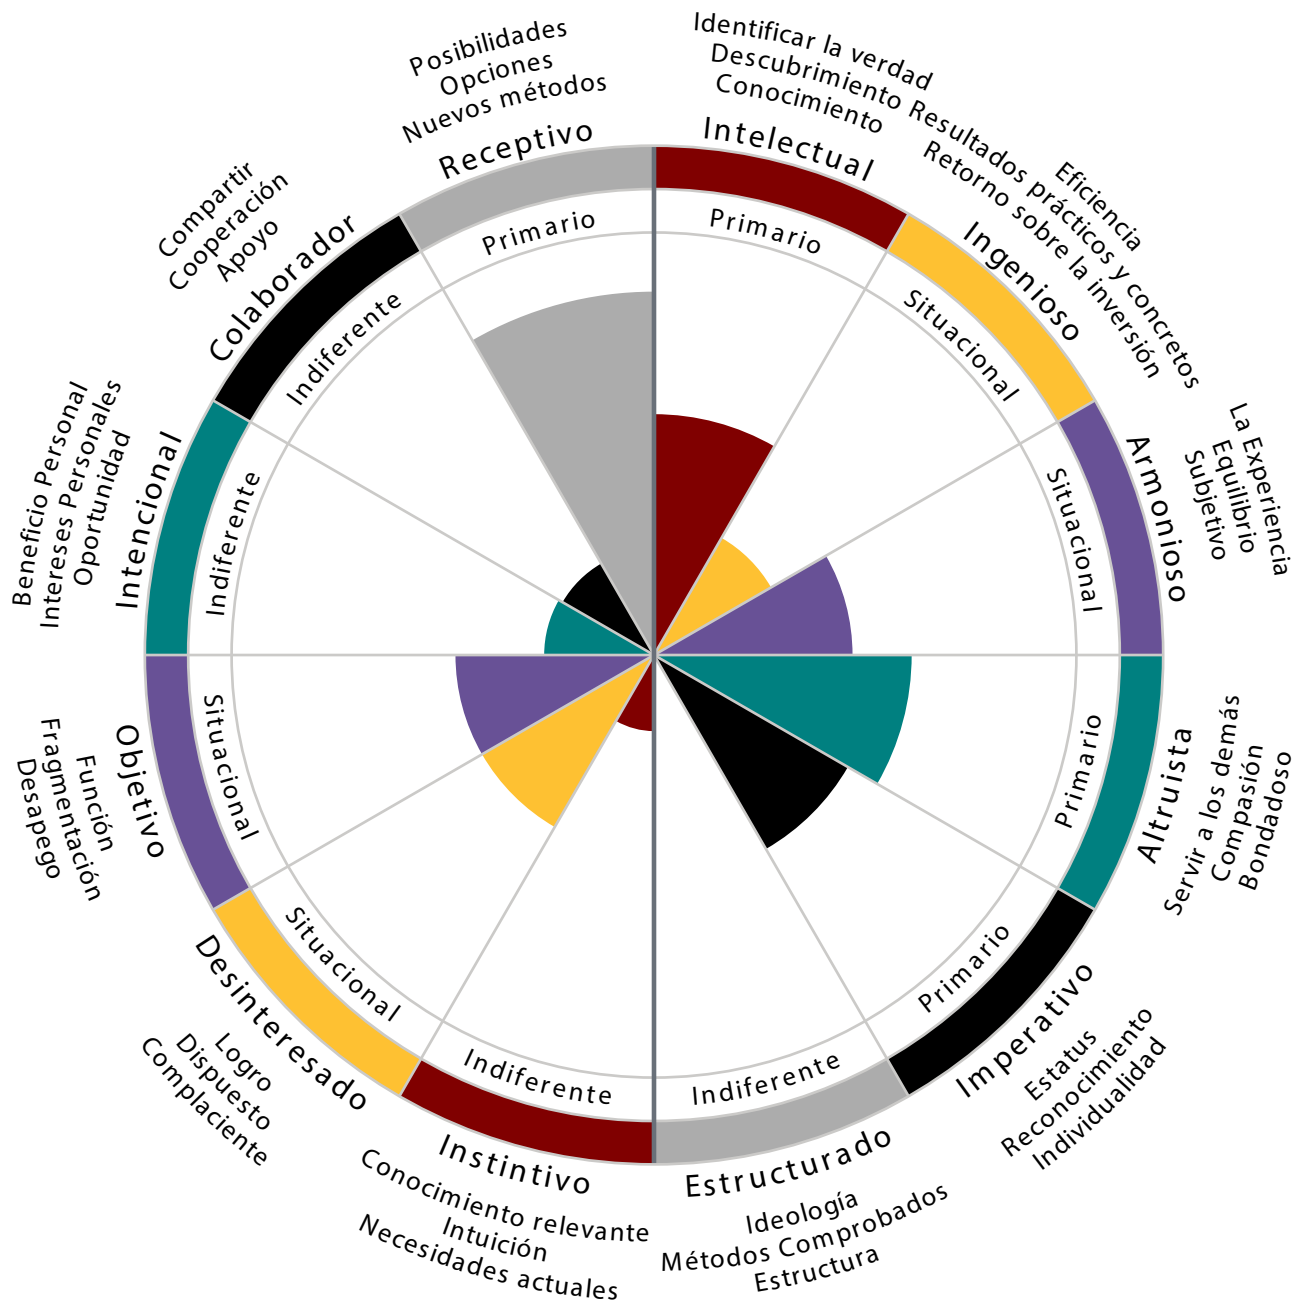 Identificar la verdad
Descubrimiento
Conocimiento
Intelectual
Primario
Eficiencia
Resultados prácticos y concretos
Retorno sobre la inversión
Ingenioso
Situacional
La Experiencia
Equilibrio
Subjetivo
Armonioso
Situacional
Altruista
Primario
Servir a los demás
Compasión
Bondadoso
Imperativo
Primario
Estatus
Reconocimiento
Individualidad
Indiferente
Estructurado
Ideología
Métodos Comprobados
Estructura
Indiferente
Instintivo
Conocimiento relevante
Intuición
Necesidades actuales
Situacional
Desinteresado
Logro
Dispuesto
Complaciente
Situacional
Objetivo
Función
Fragmentación
Desapego
Beneficio Personal
Intereses Personales
Oportunidad
Intencional
Indiferente
Compartir
Cooperación
Apoyo
Colaborador
Indiferente
Posibilidades
Opciones
Nuevos métodos
Receptivo
Primario